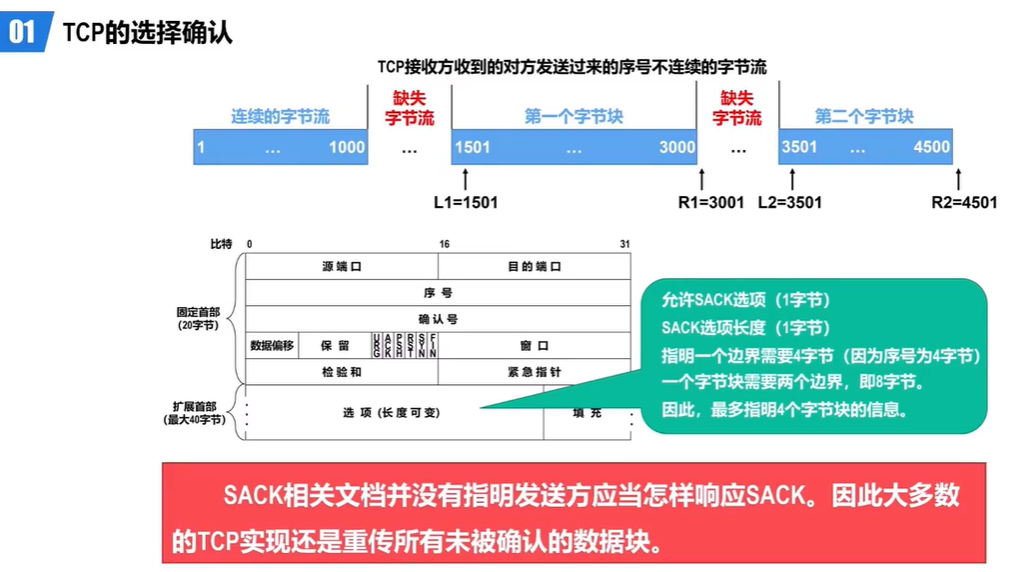 01 TCP的选择确认
TCP接收方收到的对方发送过来的序号不连续的字节流
连续的字节流
缺失
字节流
第一个字节块
缺失
字节流
第二个字节块
1 … 1000 … 1501 … 3000 … 3501 … 4500
L1=1501 R1=3001 L2=3501 R2=4501
比特 0 16 31
固定首部
(20字节)
源端口 目的端口
序号
确认号
数据偏移 保留 URG ACK PSH RST SYN FIN 窗口
检验和 紧急指针
扩展首部
(最大40字节)
选项 (长度可变) 填充
允许SACK选项（1字节）
SACK选项长度（1字节）
指明一个边界需要4字节（因为序号为4字节）
一个字节块需要两个边界，即8字节。
因此，最多指明4个字节块的信息。
SACK相关文档并没有指明发送方应当怎样响应SACK。因此大多数
的TCP实现还是重传所有未被确认的数据块。